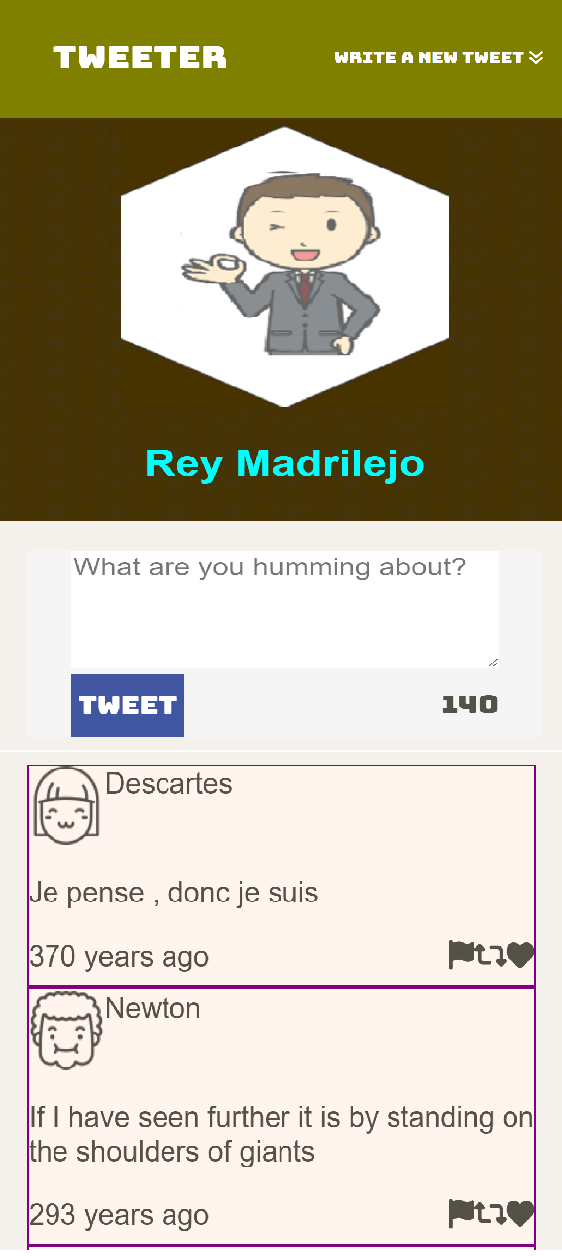 TWEETER
WRITE A NEW TWEET
Rey Madrilejo
What are you humming about?
TWEET
140
Descartes
Je pense , donc je suis
370 years ago
Newton
If I have seen further it is by standing on
the shoulders of giants
293 years ago